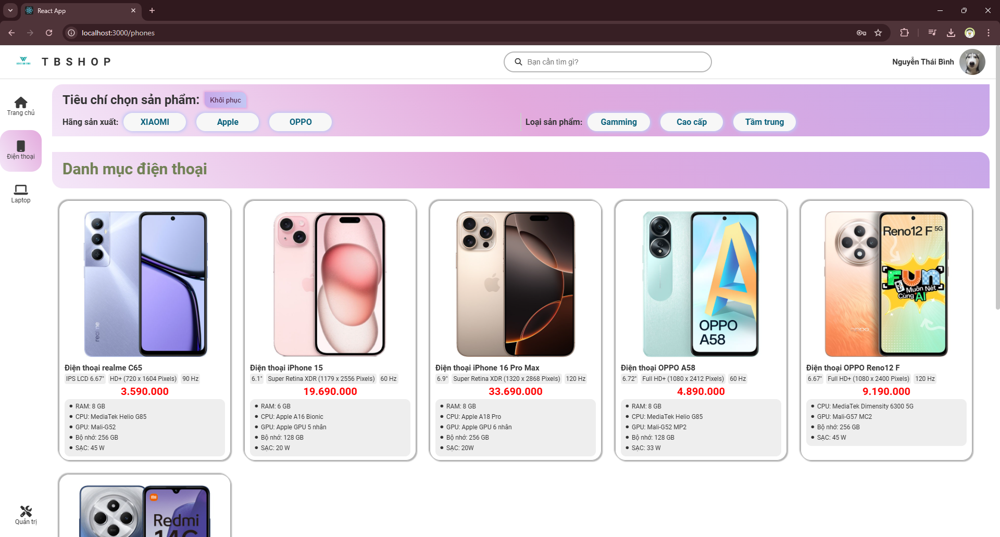 React App
localhost:3000/phones
T B S H O P
Bạn cần tìm gì?
Nguyễn Thái Bình
Trang chủ
Điện thoại
Laptop
Quản trị
Tiêu chí chọn sản phẩm:
Khôi phục
Hãng sản xuất:
XIAOMI
Apple
OPPO
Loại sản phẩm:
Gamming
Cao cấp
Tầm trung
Danh mục điện thoại
realme
Điện thoại realme C65
IPS LCD 6.67" HD+ (720 x 1604 Pixels) 90 Hz
3.590.000
RAM: 8 GB
CPU: MediaTek Helio G85
GPU: Mali-G52
Bộ nhớ: 256 GB
SẠC: 45 W
Điện thoại iPhone 15
6.1" Super Retina XDR (1179 x 2556 Pixels) 60 Hz
19.690.000
RAM: 6 GB
CPU: Apple A16 Bionic
GPU: Apple GPU 5 nhân
Bộ nhớ: 128 GB
SẠC: 20 W
Điện thoại iPhone 16 Pro Max
6.9" Super Retina XDR (1320 x 2868 Pixels) 120 Hz
33.690.000
RAM: 8 GB
CPU: Apple A18 Pro
GPU: Apple GPU 6 nhân
Bộ nhớ: 256 GB
SẠC: 20W
OPPO
A58
Điện thoại OPPO A58
6.72" Full HD+ (1080 x 2412 Pixels) 60 Hz
4.890.000
RAM: 8 GB
CPU: MediaTek Helio G85
GPU: Mali-G52 MP2
Bộ nhớ: 128 GB
SẠC: 33 W
Reno12 F 5G
FUn
Muôn Nét
Cùng AI
oppo
Điện thoại OPPO Reno12 F
6.67" Full HD+ (1080 x 2400 Pixels) 120 Hz
9.190.000
CPU: MediaTek Dimensity 6300 5G
GPU: Mali-G57 MC2
Bộ nhớ: 256 GB
SẠC: 45 W
mi
Redmi
14C